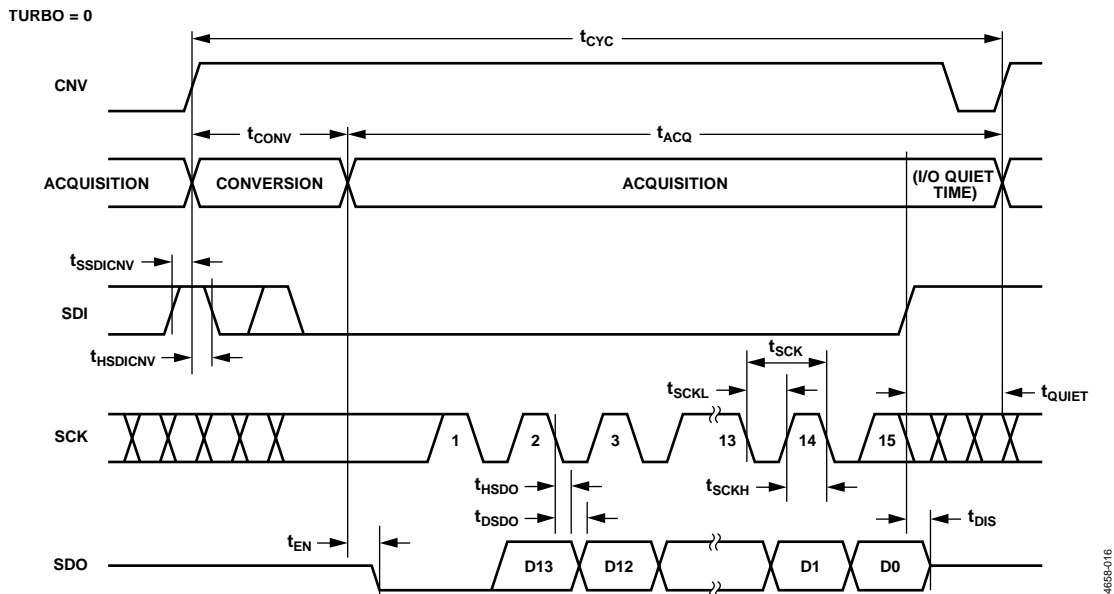 TURBO = 0
tCYC
CNV
tCONV
tACQ
ACQUISITION
CONVERSION
ACQUISITION
(I/O QUIET
TIME)
tSSDICNV
SDI
tHSDICNV
tSCK
tSCKL
tQUIET
SCK
1
2
3
13
14
15
tHSDO
tSCKH
tDSDO
tEN
tDIS
SDO
D13
D12
D1
D0
4658-016